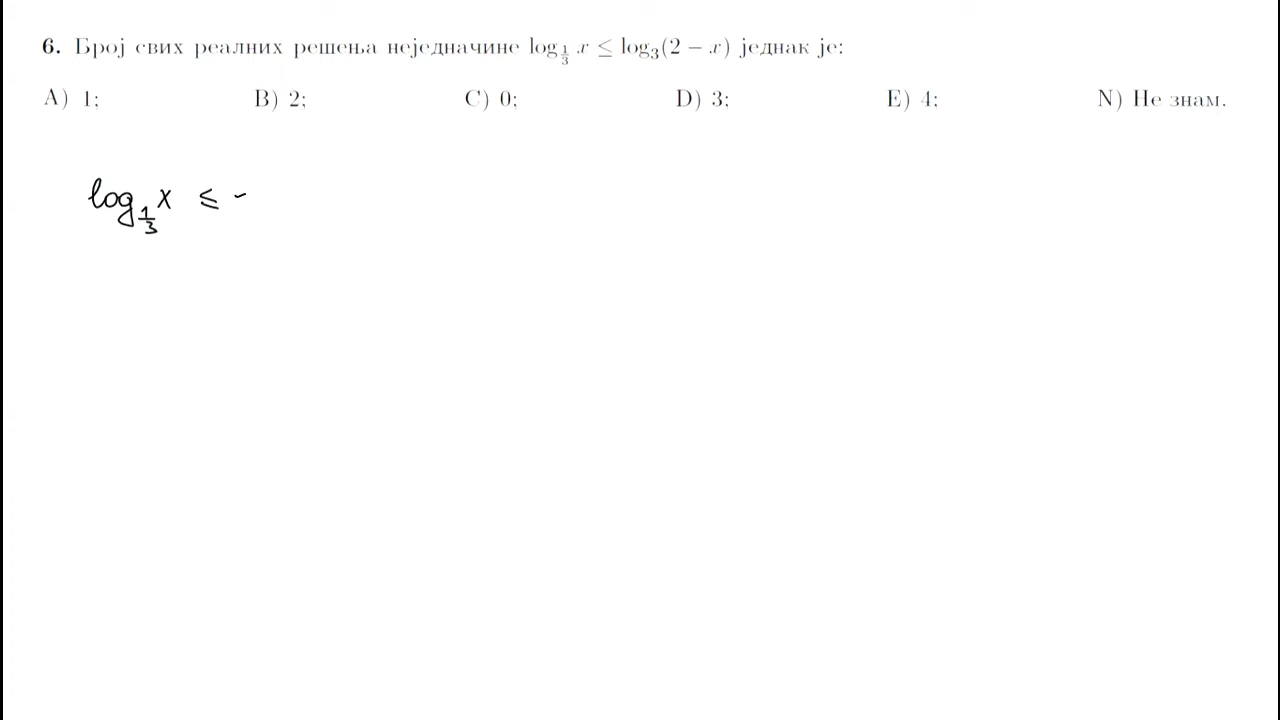 6. Број свих реалних решења неједначине log_{1/3} x ≤ log_3(2 − x) једнак је:
A) 1; B) 2; C) 0; D) 3; E) 4; N) Не знам.
log_{1/3} x ≤ -